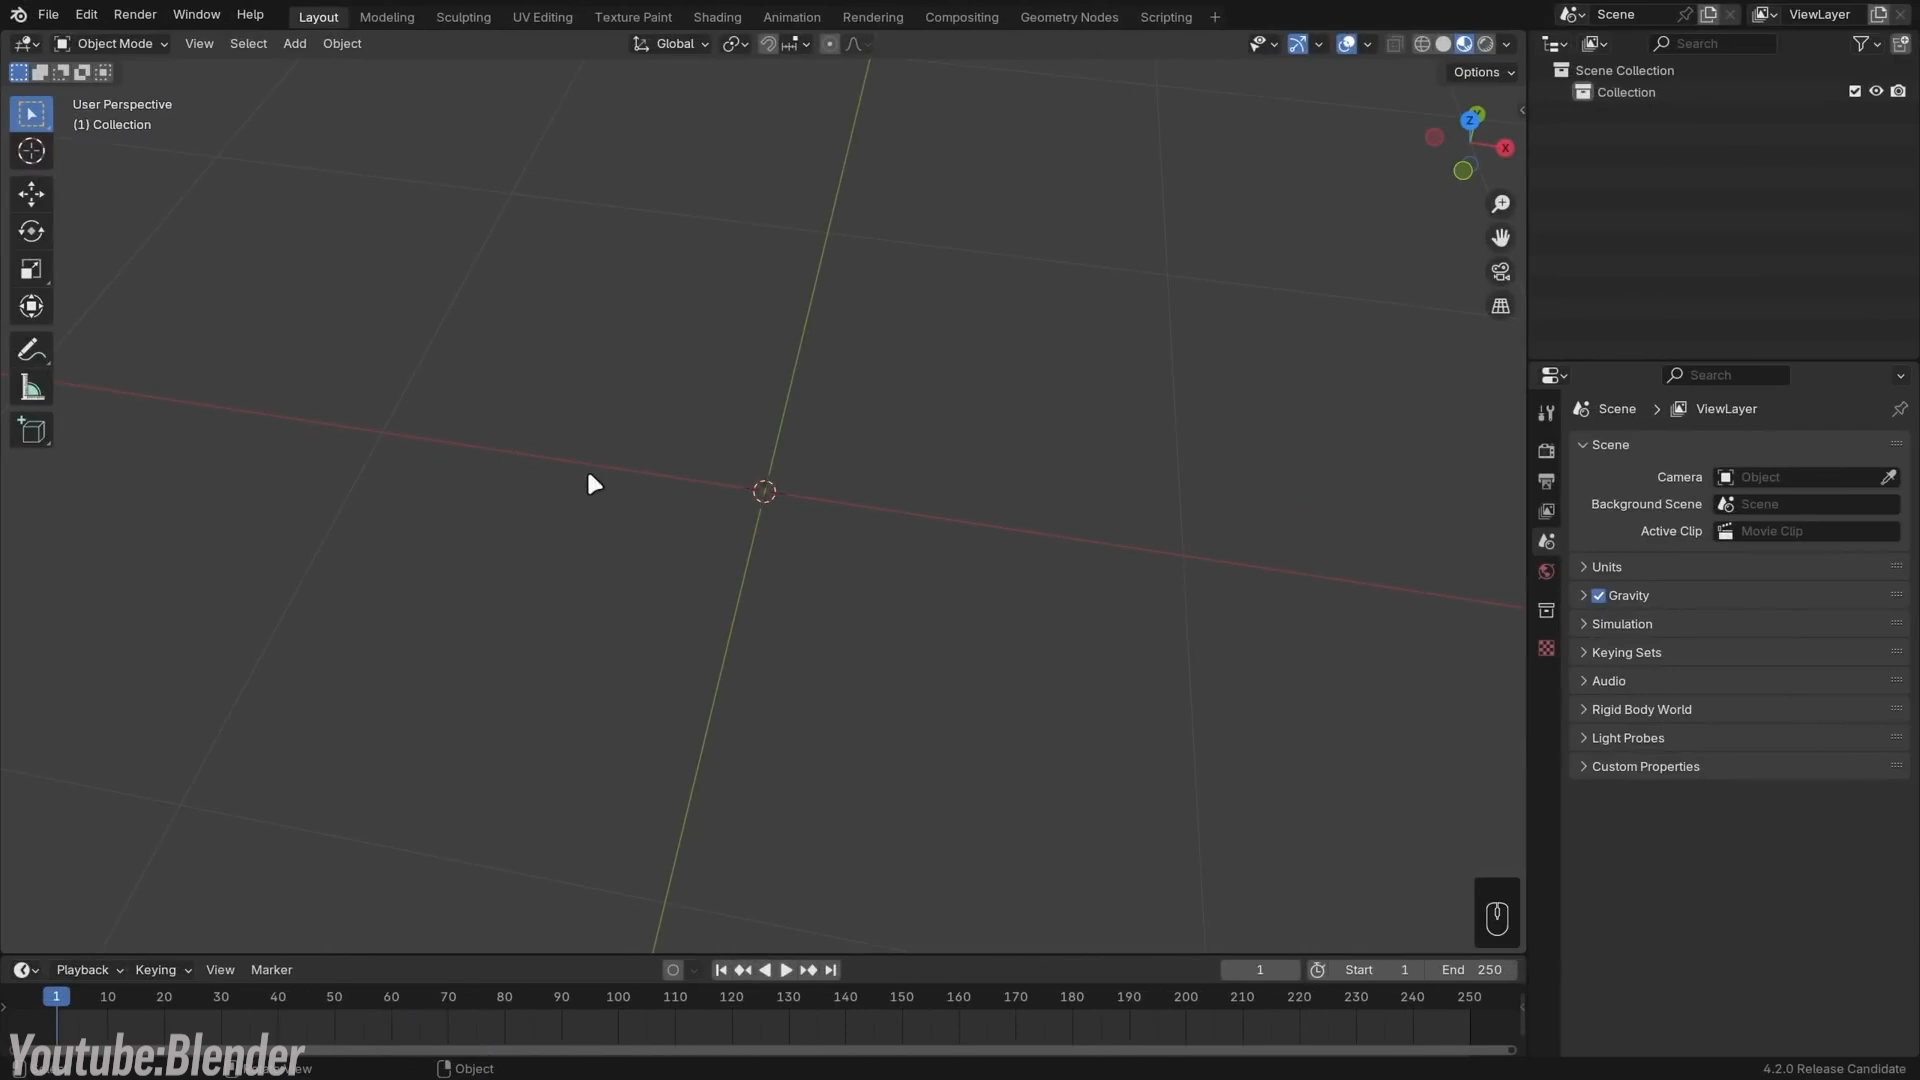 File Edit Render Window Help Layout Modeling Sculpting UV Editing Texture Paint Shading Animation Rendering Compositing Geometry Nodes Scripting + Scene ViewLayer
Object Mode View Select Add Object Global Search
Options
User Perspective
(1) Collection
Z
X
Scene Collection
Collection
Search
Scene > ViewLayer
Scene
Camera Object
Background Scene Scene
Active Clip Movie Clip
Units
Gravity
Simulation
Keying Sets
Audio
Rigid Body World
Light Probes
Custom Properties
Playback Keying View Marker 1 Start 1 End 250
1 10 20 30 40 50 60 70 80 90 100 110 120 130 140 150 160 170 180 190 200 210 220 230 240 250
Youtube:Blender
Object 4.2.0 Release Candidate